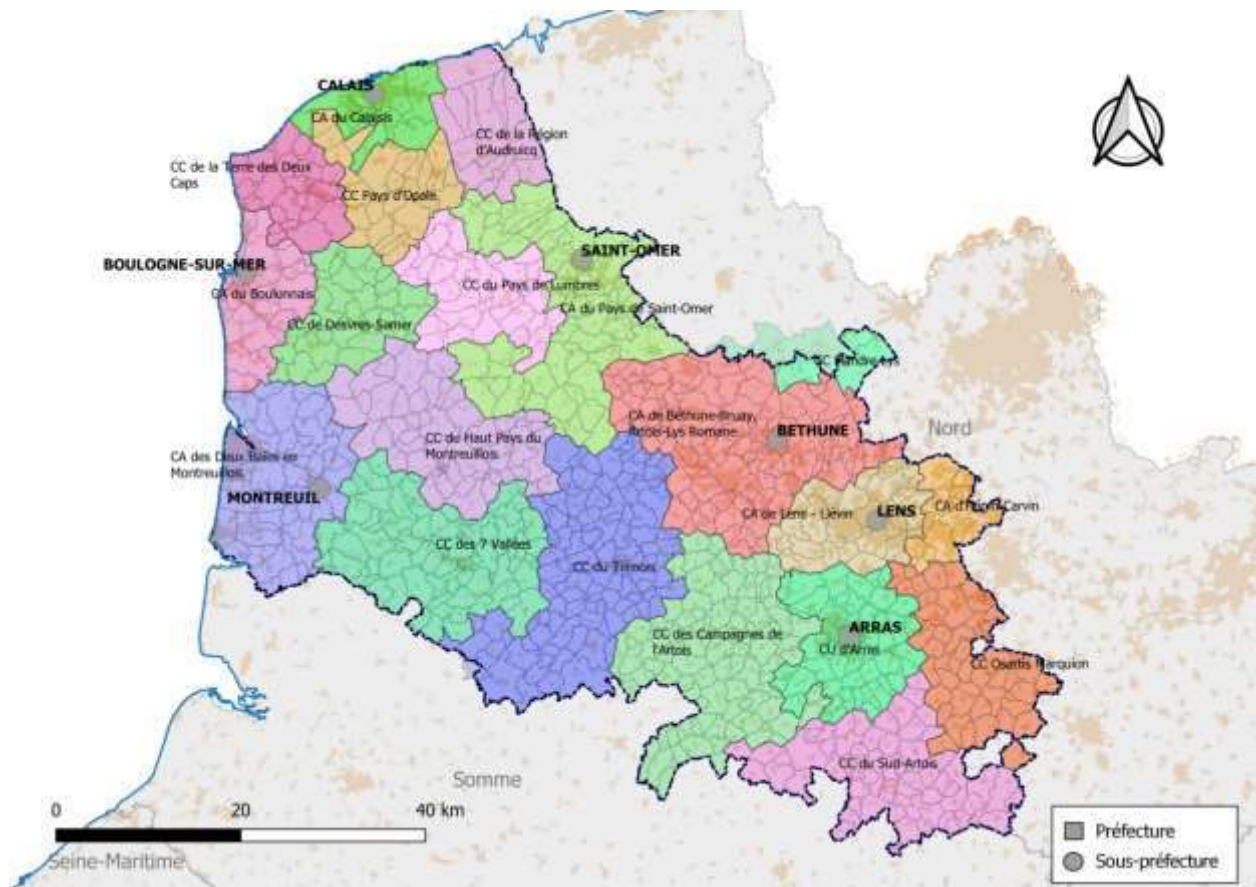 CALAIS
CA du Calaisis
CC de la Région
d'Audruicq
CC de la Terre des Deux
Caps
CC Pays d'Opale.
BOULOGNE-SUR-MER
SAINT-OMER
CC du Pays de Lumbres
CA du Boulonnais
CA du Pays de Saint-Omer
CC de Desvres-Samer
CC Flandre Lys
CA de Béthune-Bruay,
Artois-Lys Romane
BETHUNE
Nord
CC du Haut Pays du
Montreuillois
CA des Deux Baies en
Montreuillois
MONTREUIL
CA de Lens - Liévin
LENS
CA d'Hénin Carvin
CC des 7 Vallées
CC du Ternois
ARRAS
CC des Campagnes de
l'Artois
CU d'Arras
CC Osartis Marquion
CC du Sud-Artois
Somme
0 20 40 km
Seine-Maritime
Préfecture
Sous-préfecture